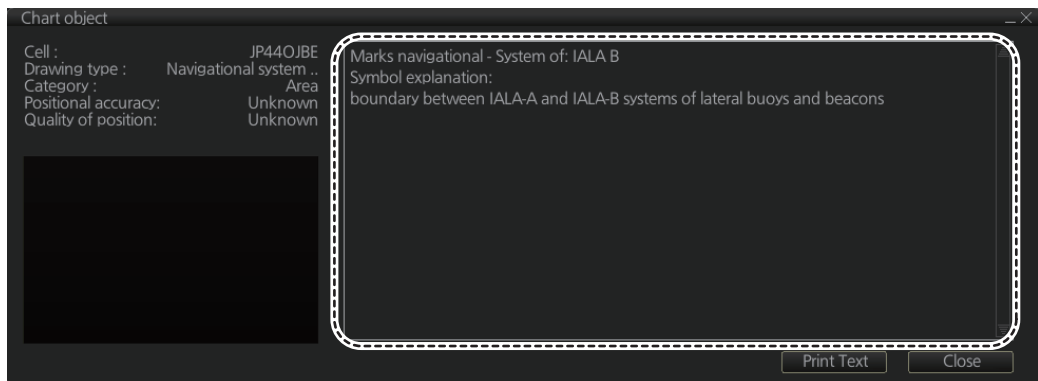 Chart object
Cell : JP44OJBE
Drawing type : Navigational system ..
Category : Area
Positional accuracy: Unknown
Quality of position: Unknown
Marks navigational - System of: IALA B
Symbol explanation:
boundary between IALA-A and IALA-B systems of lateral buoys and beacons
Print Text Close